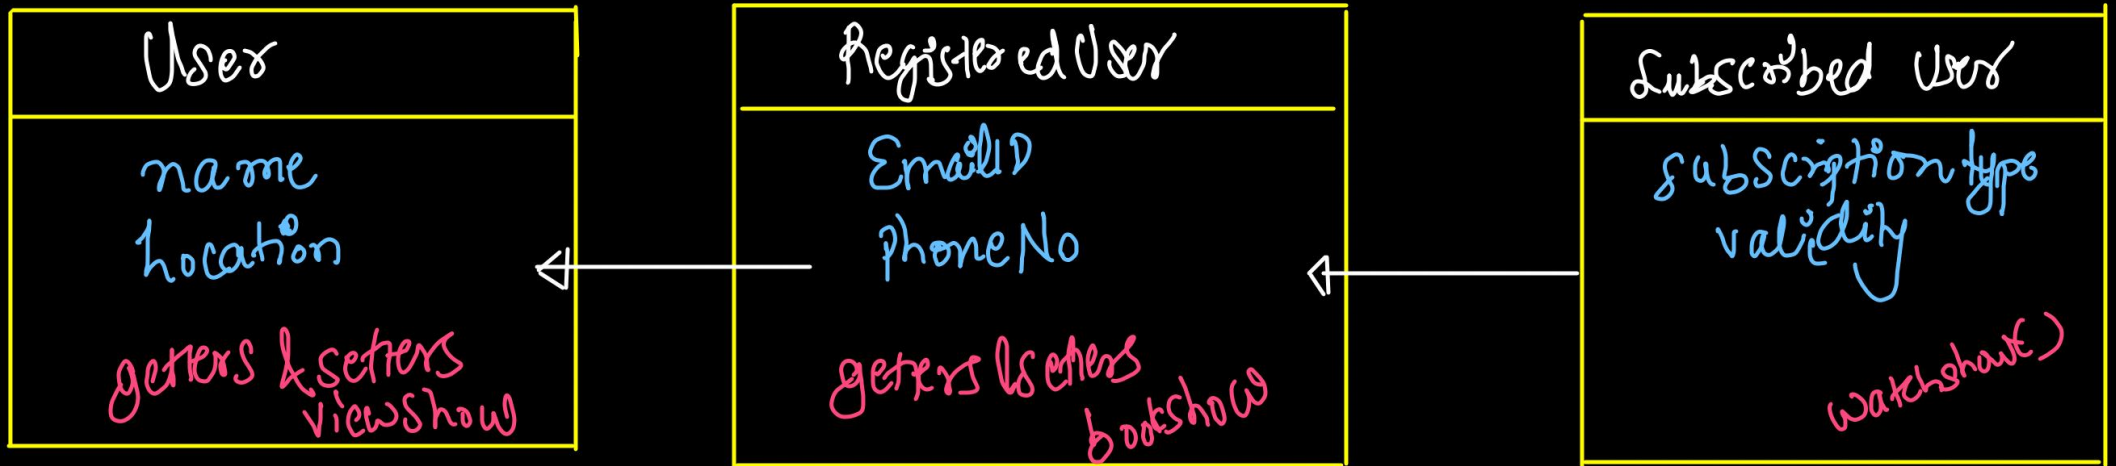 User
name
Location
getters & setters
viewshow
RegisteredUser
EmailID
PhoneNo
getters & setters
bookshow
Subscribed User
subscription type
validity
watchshow()